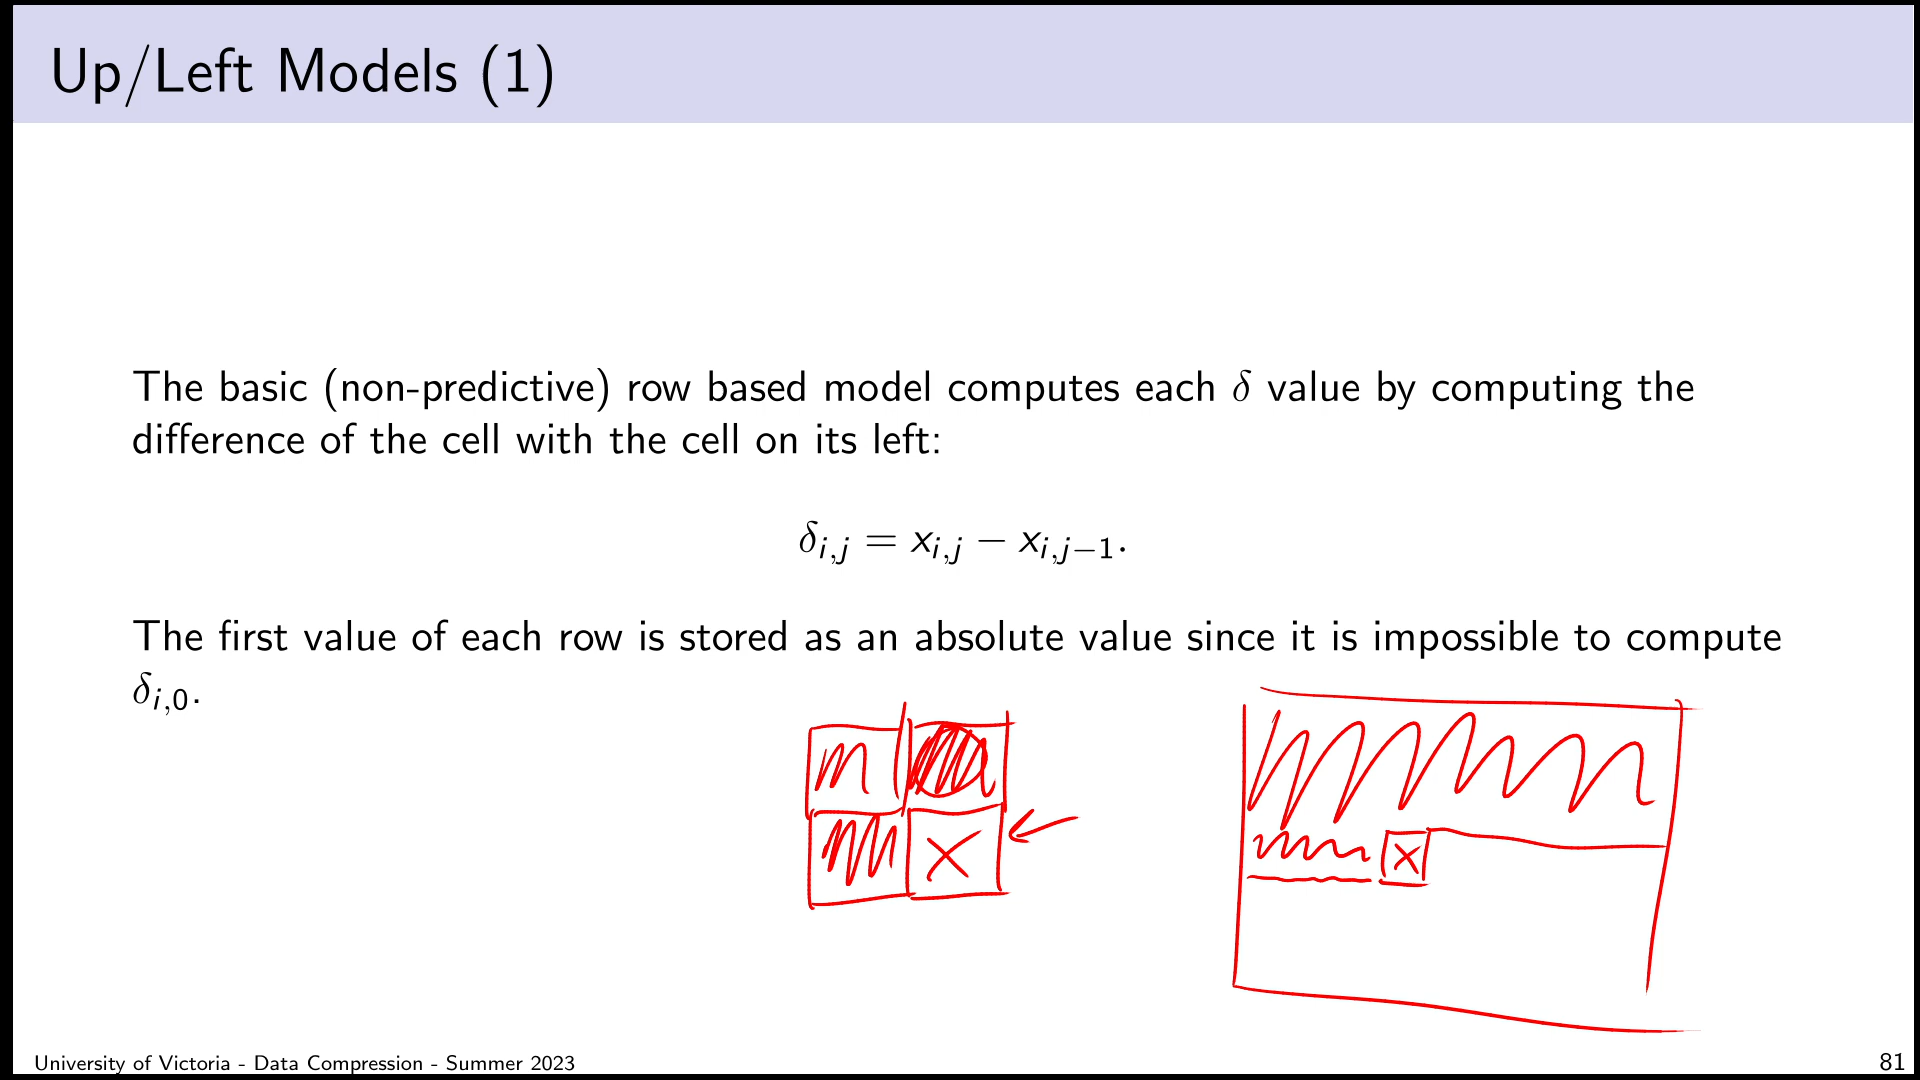 Up/Left Models (1)
The basic (non-predictive) row based model computes each δ value by computing the
difference of the cell with the cell on its left:
δ_{i,j} = x_{i,j} − x_{i,j−1}.
The first value of each row is stored as an absolute value since it is impossible to compute
δ_{i,0}.
X
X
University of Victoria - Data Compression - Summer 2023
81